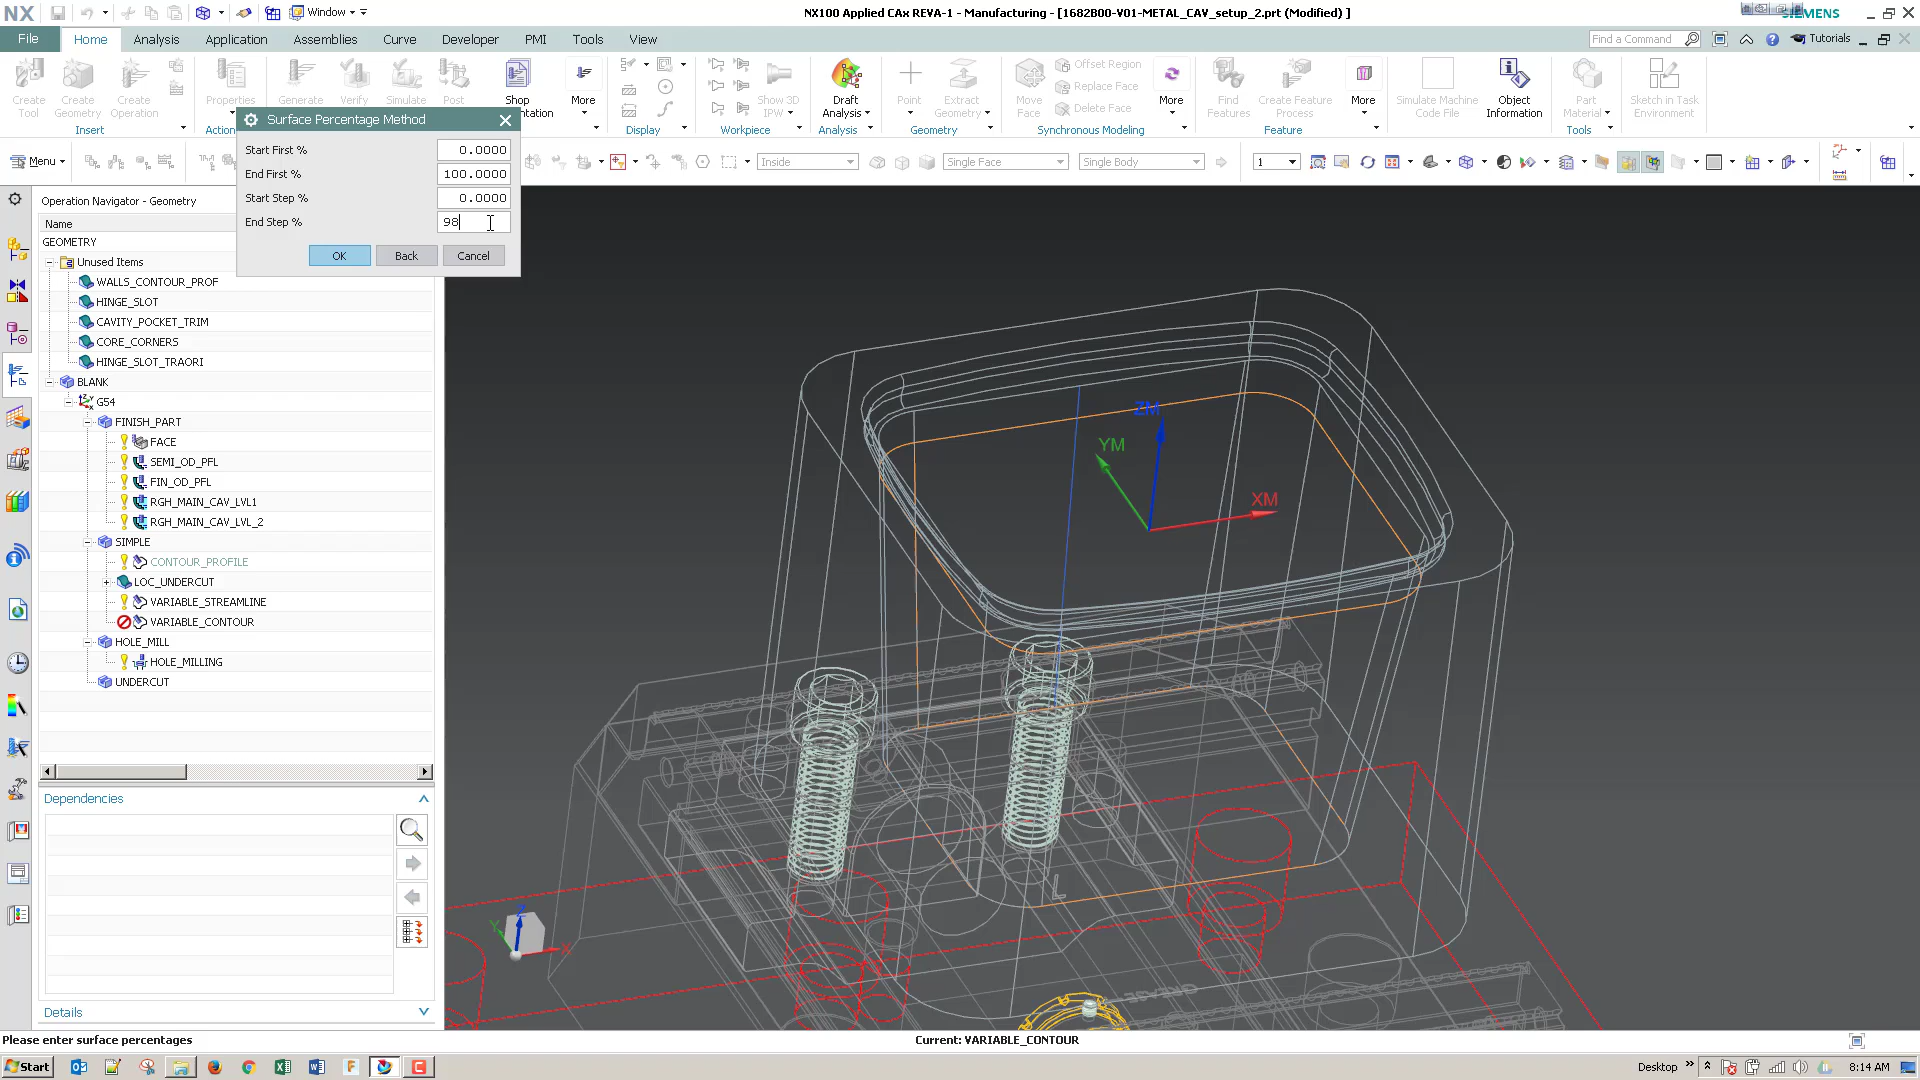 NX
Window
NX100 Applied CAx REVA-1 - Manufacturing - [1682B00-V01-METAL_CAV_setup_2.prt (Modified) ]
SIEMENS
File
Home
Analysis
Application
Assemblies
Curve
Developer
PMI
Tools
View
Find a Command
Tutorials
Create Tool
Create Geometry
Create Operation
Properties
Generate
Verify
Simulate
Post
Shop
entation
More
Show 3D IPW
Draft Analysis
Point
Extract Geometry
Move Face
Offset Region
Replace Face
Delete Face
More
Find Features
Create Feature Process
More
Simulate Machine Code File
Object Information
Part Material
Sketch in Task Environment
Insert
Action
Display
Workpiece
Analysis
Geometry
Synchronous Modeling
Feature
Tools
Menu
Inside
Single Face
Single Body
1
Surface Percentage Method
Start First % 0.0000
End First % 100.0000
Start Step % 0.0000
End Step % 98
OK
Back
Cancel
Operation Navigator - Geometry
Name
GEOMETRY
Unused Items
WALLS_CONTOUR_PROF
HINGE_SLOT
CAVITY_POCKET_TRIM
CORE_CORNERS
HINGE_SLOT_TRAORI
BLANK
G54
FINISH_PART
FACE
SEMI_OD_PFL
FIN_OD_PFL
RGH_MAIN_CAV_LVL1
RGH_MAIN_CAV_LVL_2
SIMPLE
CONTOUR_PROFILE
LOC_UNDERCUT
VARIABLE_STREAMLINE
VARIABLE_CONTOUR
HOLE_MILL
HOLE_MILLING
UNDERCUT
Dependencies
Details
ZM
YM
XM
Z
Y
X
Please enter surface percentages
Current: VARIABLE_CONTOUR
Start
Desktop
8:14 AM